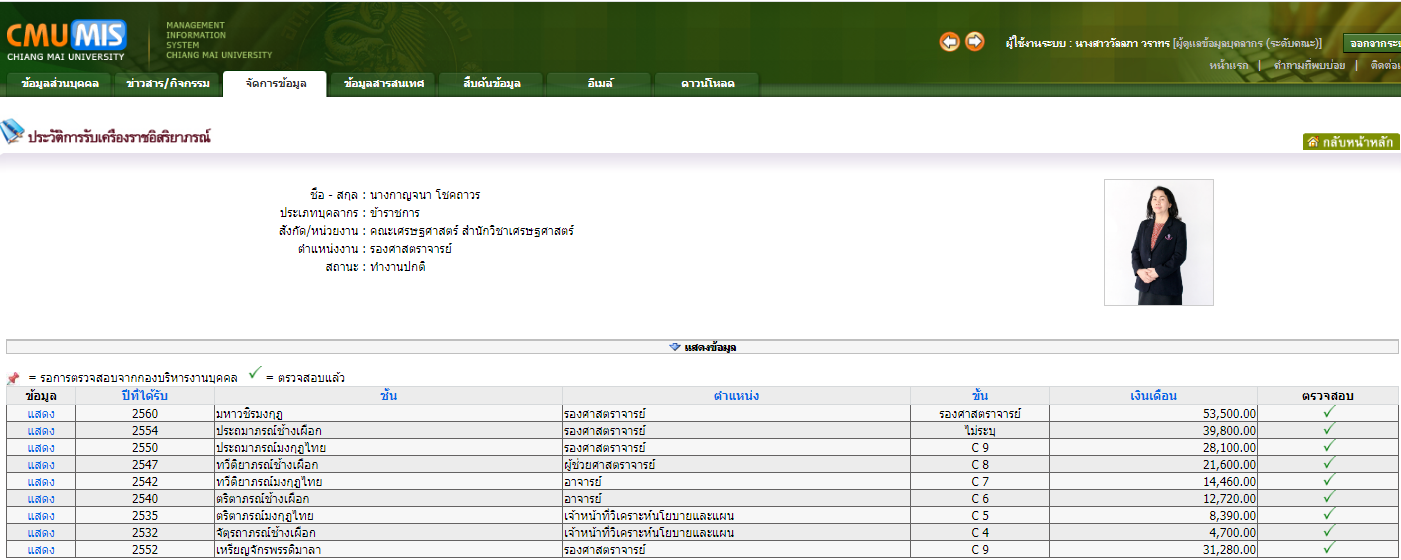 CMU MIS
CHIANG MAI UNIVERSITY
MANAGEMENT
INFORMATION
SYSTEM
CHIANG MAI UNIVERSITY
ผู้ใช้งานระบบ : นางสาววัลลภา วราทร [ผู้ดูแลข้อมูลบุคลากร (ระดับคณะ)] ออกจากระบ
หน้าแรก | คำถามที่พบบ่อย | ติดต่อเ
ข้อมูลส่วนบุคคล ข่าวสาร/กิจกรรม จัดการข้อมูล ข้อมูลสารสนเทศ สืบค้นข้อมูล อีเมล์ ดาวน์โหลด
ประวัติการรับเครื่องราชอิสริยาภรณ์
กลับหน้าหลัก
ชื่อ - สกุล : นางกาญจนา โชคถาวร
ประเภทบุคลากร : ข้าราชการ
สังกัด/หน่วยงาน : คณะเศรษฐศาสตร์ สำนักวิชาเศรษฐศาสตร์
ตำแหน่งงาน : รองศาสตราจารย์
สถานะ : ทำงานปกติ
แสดงข้อมูล
= รอการตรวจสอบจากกองบริหารงานบุคคล ✓ = ตรวจสอบแล้ว
ข้อมูล ปีที่ได้รับ ชั้น ตำแหน่ง ขั้น เงินเดือน ตรวจสอบ
แสดง 2560 มหาวชิรมงกุฎ รองศาสตราจารย์ รองศาสตราจารย์ 53,500.00 ✓
แสดง 2554 ประถมาภรณ์ช้างเผือก รองศาสตราจารย์ ไม่ระบุ 39,800.00 ✓
แสดง 2550 ประถมาภรณ์มงกุฎไทย รองศาสตราจารย์ C 9 28,100.00 ✓
แสดง 2547 ทวีติยาภรณ์ช้างเผือก ผู้ช่วยศาสตราจารย์ C 8 21,600.00 ✓
แสดง 2542 ทวีติยาภรณ์มงกุฎไทย อาจารย์ C 7 14,460.00 ✓
แสดง 2540 ตริตาภรณ์ช้างเผือก อาจารย์ C 6 12,720.00 ✓
แสดง 2535 ตริตาภรณ์มงกุฎไทย เจ้าหน้าที่วิเคราะห์นโยบายและแผน C 5 8,390.00 ✓
แสดง 2532 จัตุรถาภรณ์ช้างเผือก เจ้าหน้าที่วิเคราะห์นโยบายและแผน C 4 4,700.00 ✓
แสดง 2552 เหรียญจักรพรรดิมาลา รองศาสตราจารย์ C 9 31,280.00 ✓